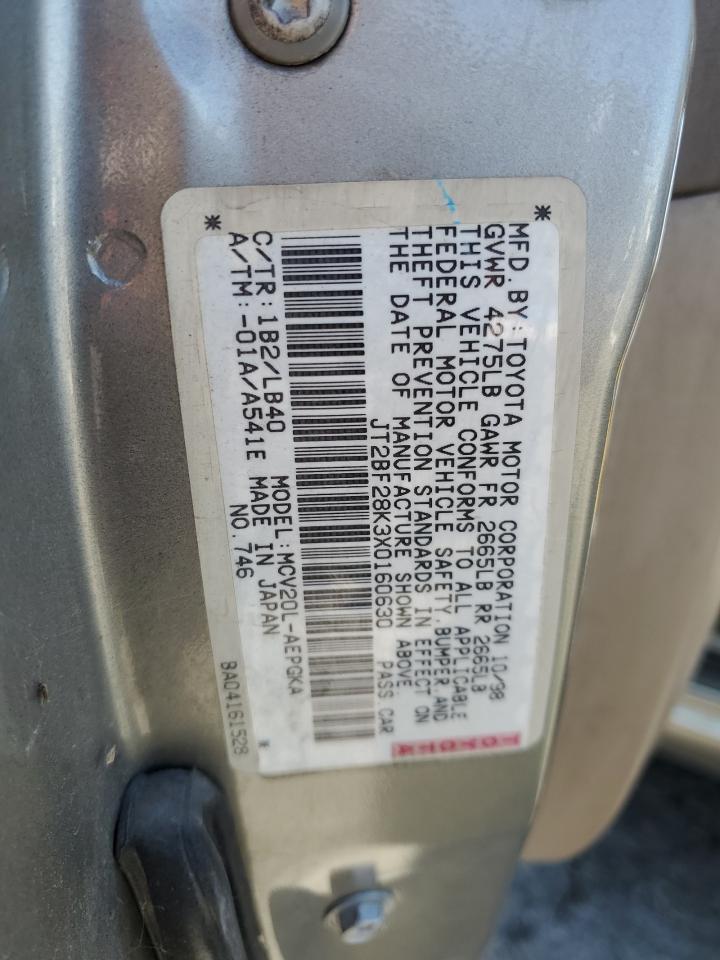 MFD. BY: TOYOTA MOTOR CORPORATION 10/98
GVWR 4275LB GAWR FR 2665LB RR 2665LB
THIS VEHICLE CONFORMS TO ALL APPLICABLE
FEDERAL MOTOR VEHICLE SAFETY, BUMPER, AND
THEFT PREVENTION STANDARDS IN EFFECT ON
THE DATE OF MANUFACTURE SHOWN ABOVE
JT2BF28K3X0160630 PASS CAR
C/TR: 1B2/LB40 MODEL: MCV20L-AEPGKA
A/TM: -01A/A541E MADE IN JAPAN
NO. 746
BA04161528